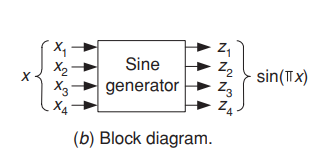 x₁ z₁
x x₂ Sine z₂ sin(πx)
x₃ generator z₃
x₄ z₄
(b) Block diagram.